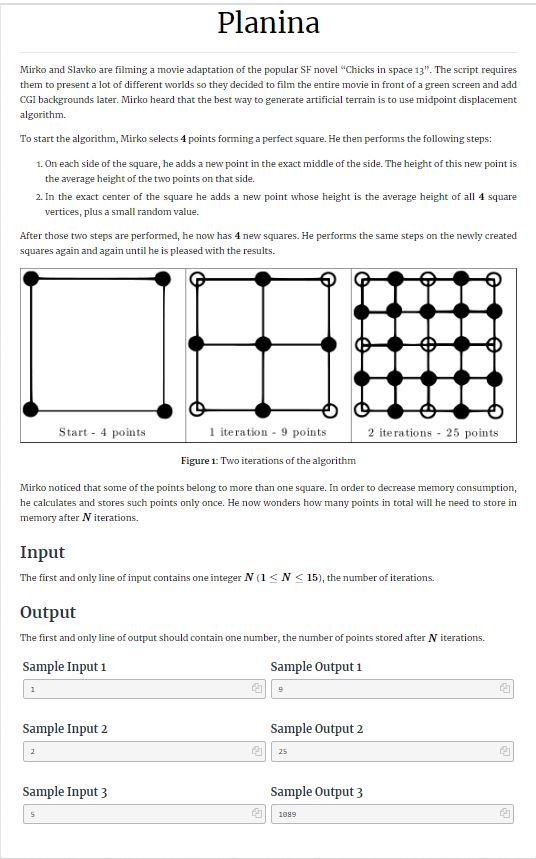 Planina
Mirko and Slavko are filming a movie adaptation of the popular SF novel “Chicks in space 13”. The script requires
them to present a lot of different worlds so they decided to film the entire movie in front of a green screen and add
CGI backgrounds later. Mirko heard that the best way to generate artificial terrain is to use midpoint displacement
algorithm.
To start the algorithm, Mirko selects 4 points forming a perfect square. He then performs the following steps:
1. On each side of the square, he adds a new point in the exact middle of the side. The height of this new point is
the average height of the two points on that side.
2. In the exact center of the square he adds a new point whose height is the average height of all 4 square
vertices, plus a small random value.
After those two steps are performed, he now has 4 new squares. He performs the same steps on the newly created
squares again and again until he is pleased with the results.
Start - 4 points
1 iteration - 9 points
2 iterations - 25 points
Figure 1: Two iterations of the algorithm
Mirko noticed that some of the points belong to more than one square. In order to decrease memory consumption,
he calculates and stores such points only once. He now wonders how many points in total will he need to store in
memory after N iterations.
Input
The first and only line of input contains one integer N (1 ≤ N ≤ 15), the number of iterations.
Output
The first and only line of output should contain one number, the number of points stored after N iterations.
Sample Input 1
Sample Output 1
1
9
Sample Input 2
Sample Output 2
2
25
Sample Input 3
Sample Output 3
5
1089